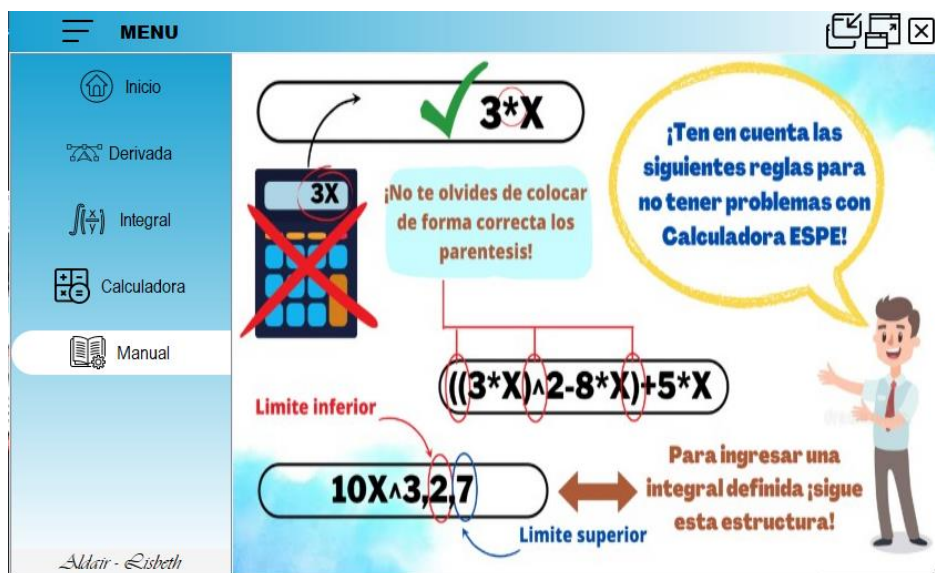 MENU
Inicio
Derivada
Integral
Calculadora
Manual
Aldair - Lisbeth
3*X
3X
¡No te olvides de colocar
de forma correcta los
parentesis!
¡Ten en cuenta las
siguientes reglas para
no tener problemas con
Calculadora ESPE!
((3*X)^2-8*X)+5*X
Limite inferior
10X^3,2,7
Limite superior
Para ingresar una
integral definida ¡sigue
esta estructura!